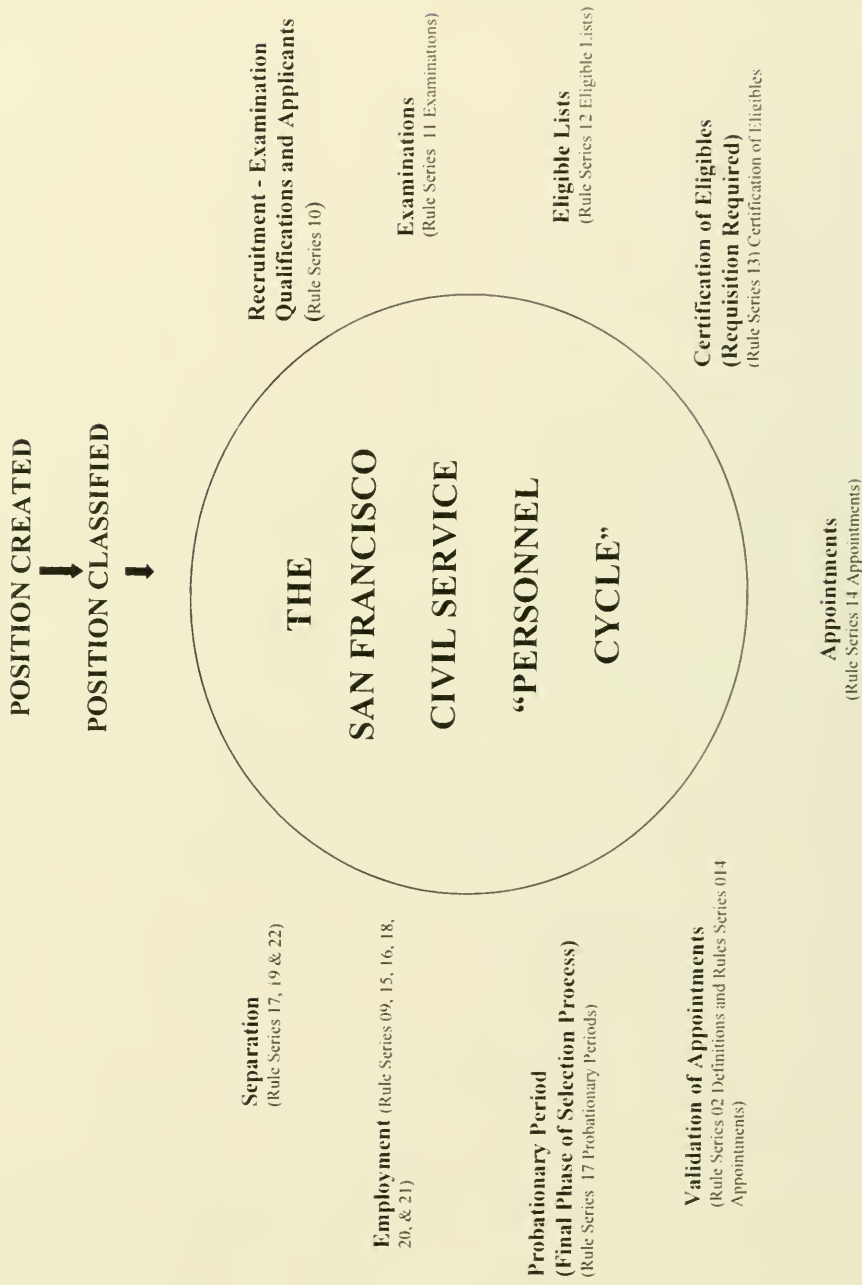 POSITION CREATED
POSITION CLASSIFIED
THE
SAN FRANCISCO
CIVIL SERVICE
“PERSONNEL
CYCLE”
Recruitment - Examination
Qualifications and Applicants
(Rule Series 10)
Examinations
(Rule Series 11 Examinations)
Eligible Lists
(Rule Series 12 Eligible Lists)
Certification of Eligibles
(Requisition Required)
(Rule Series 13) Certification of Eligibles
Appointments
(Rule Series 14 Appointments)
Validation of Appointments
(Rule Series 02 Definitions and Rules Series 014
Appointments)
Probationary Period
(Final Phase of Selection Process)
(Rule Series 17 Probationary Periods)
Employment (Rule Series 09, 15, 16, 18,
20, & 21)
Separation
(Rule Series 17, 19 & 22)